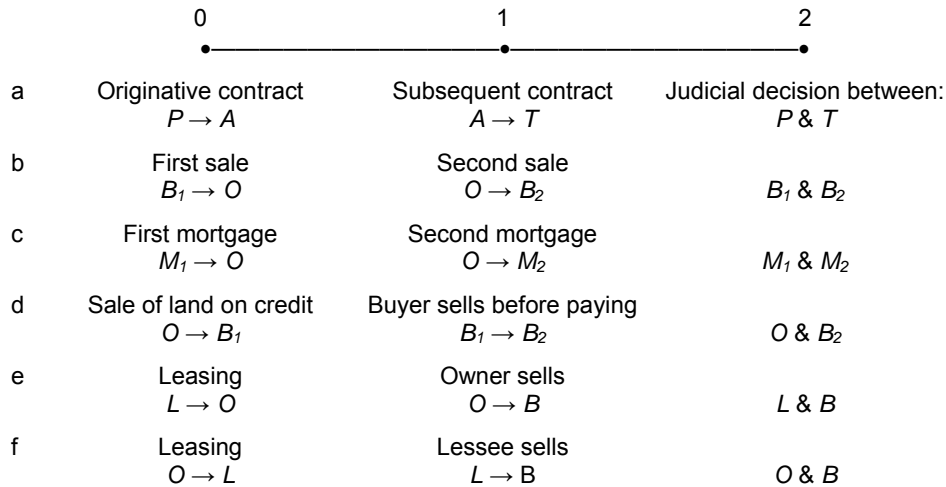 0 1 2
a Originative contract Subsequent contract Judicial decision between:
P → A A → T P & T
b First sale Second sale
B₁ → O O → B₂ B₁ & B₂
c First mortgage Second mortgage
M₁ → O O → M₂ M₁ & M₂
d Sale of land on credit Buyer sells before paying
O → B₁ B₁ → B₂ O & B₂
e Leasing Owner sells
L → O O → B L & B
f Leasing Lessee sells
O → L L → B O & B